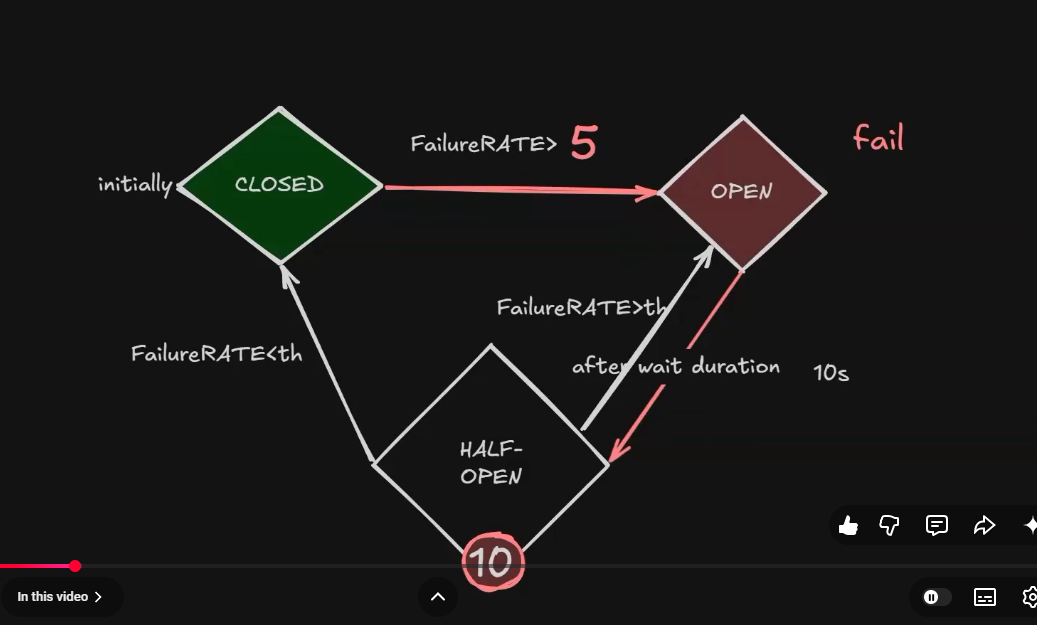 FailureRATE> 5
fail
initially
CLOSED
OPEN
FailureRATE>th
FailureRATE<th
after wait duration
10s
HALF-
OPEN
10
In this video